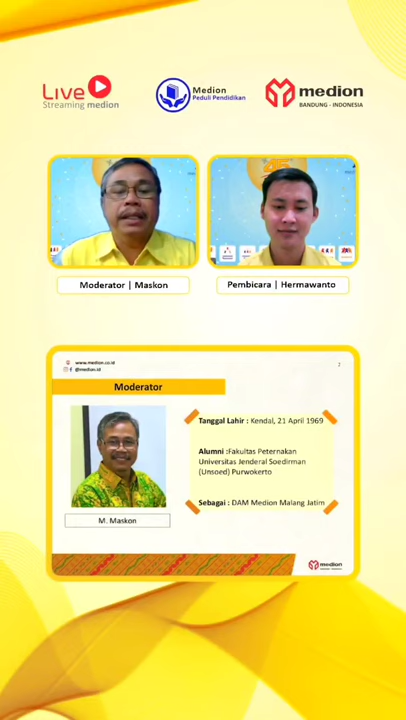 Live
Streaming medion
Medion
Peduli Pendidikan
medion
BANDUNG - INDONESIA
Moderator | Maskon
Pembicara | Hermawanto
www.medion.co.id
@medion.id
2
Moderator
Tanggal Lahir : Kendal, 21 April 1969
Alumni :Fakultas Peternakan
Universitas Jenderal Soedirman
(Unsoed) Purwokerto
Sebagai : DAM Medion Malang Jatim
M. Maskon
medion